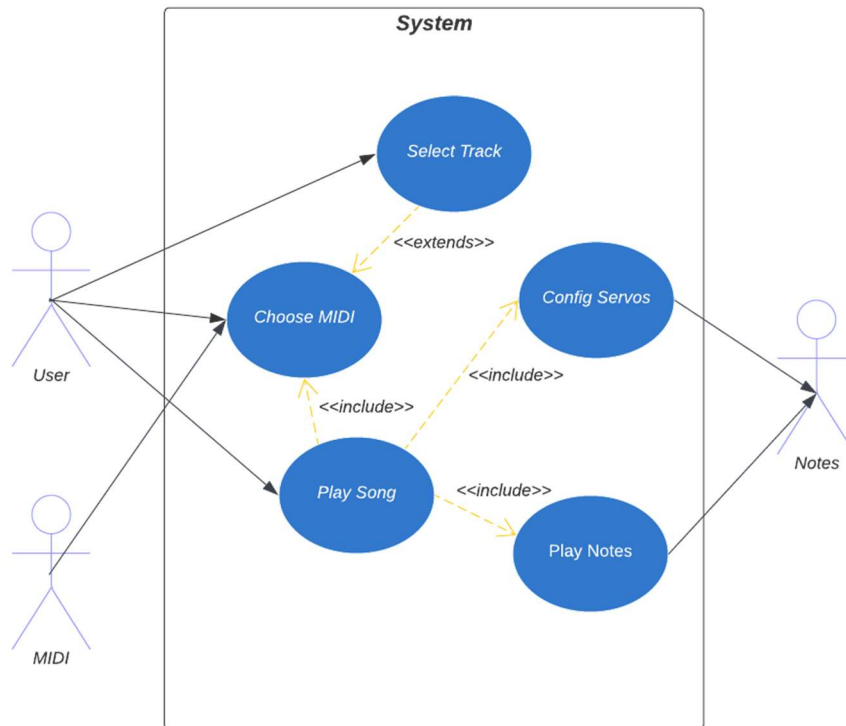 System
Select Track
<<extends>>
Choose MIDI
Config Servos
User
<<include>>
<<include>>
Play Song
<<include>>
Notes
Play Notes
MIDI